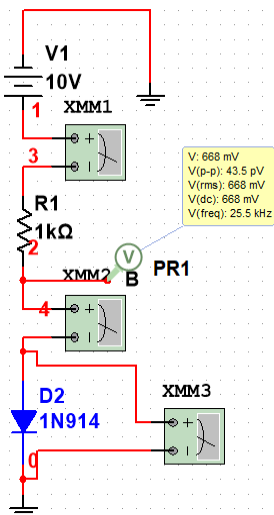 V1
10V
1
XMM1
+
-
3
V: 668 mV
V(p-p): 43.5 pV
V(rms): 668 mV
V(dc): 668 mV
V(freq): 25.5 kHz
R1
1kΩ
2
V
B
PR1
XMM2
4
+
-
XMM3
D2
1N914
+
-
0